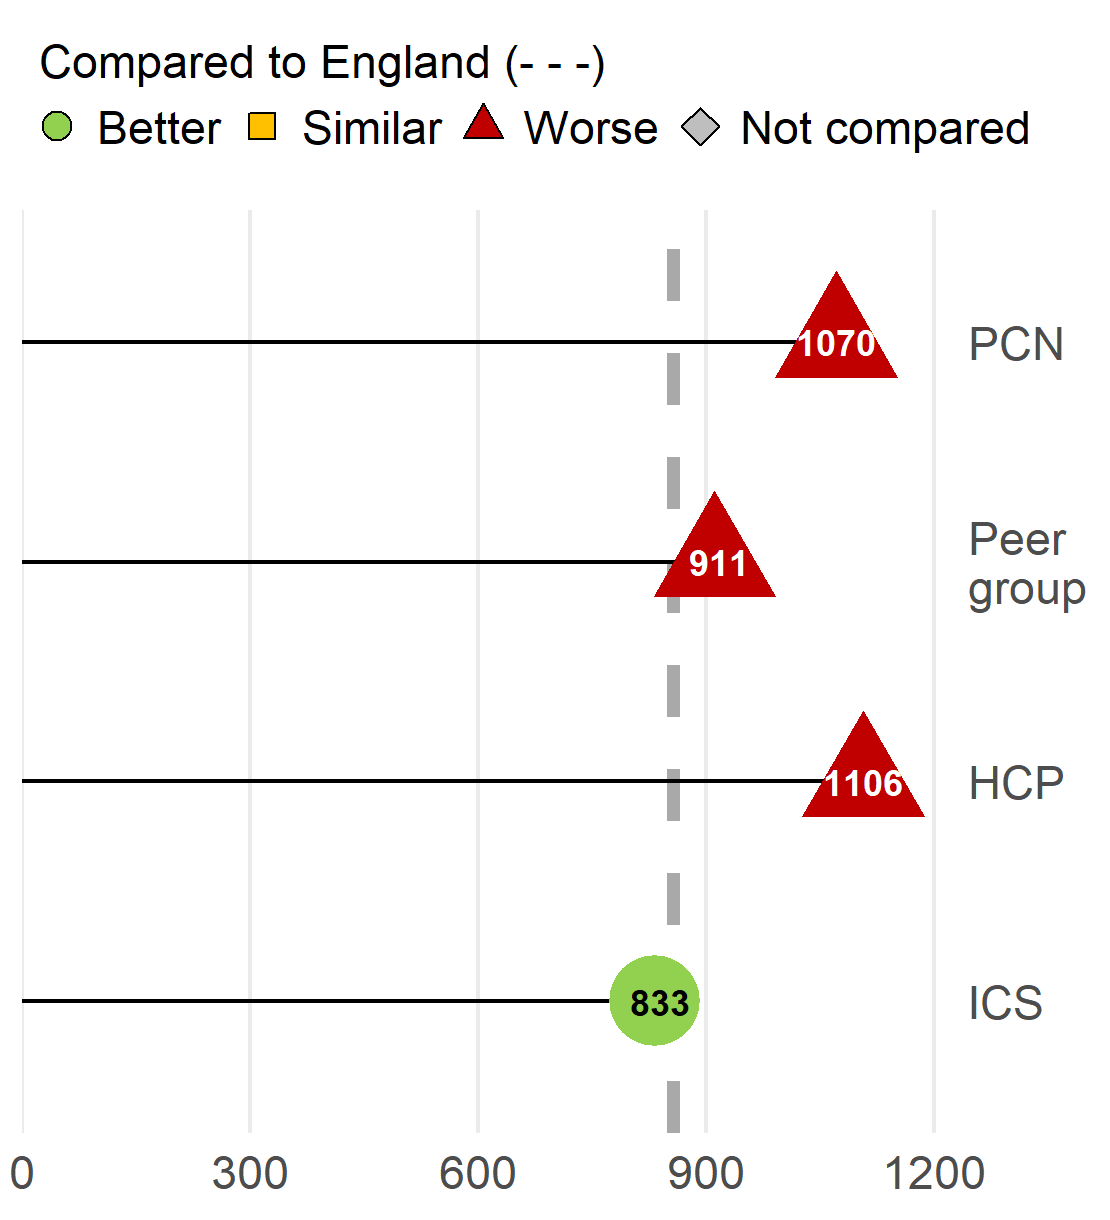 Compared to England (- - -)
Better Similar Worse Not compared
1070 PCN
911 Peer
group
1106 HCP
833 ICS
0 300 600 900 1200